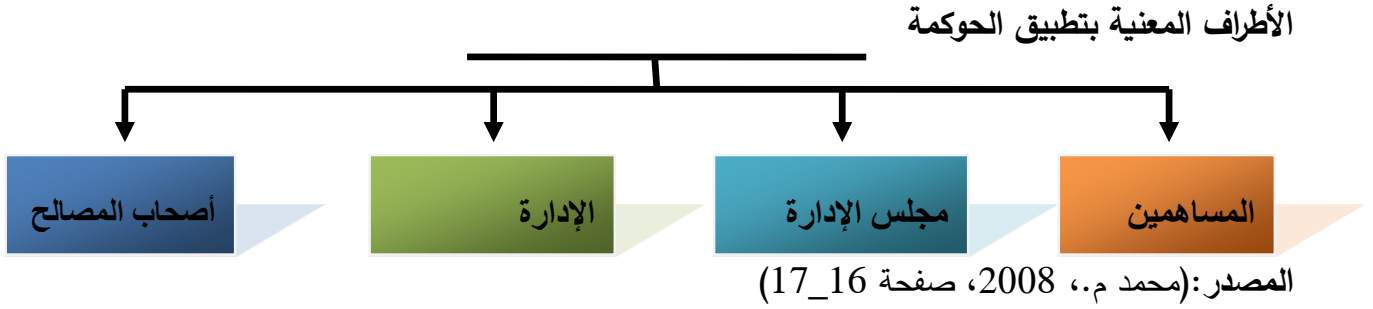 الأطراف المعنية بتطبيق الحوكمة
المساهمين
مجلس الإدارة
الإدارة
أصحاب المصالح
المصدر:(محمد م.، 2008، صفحة 16_17)